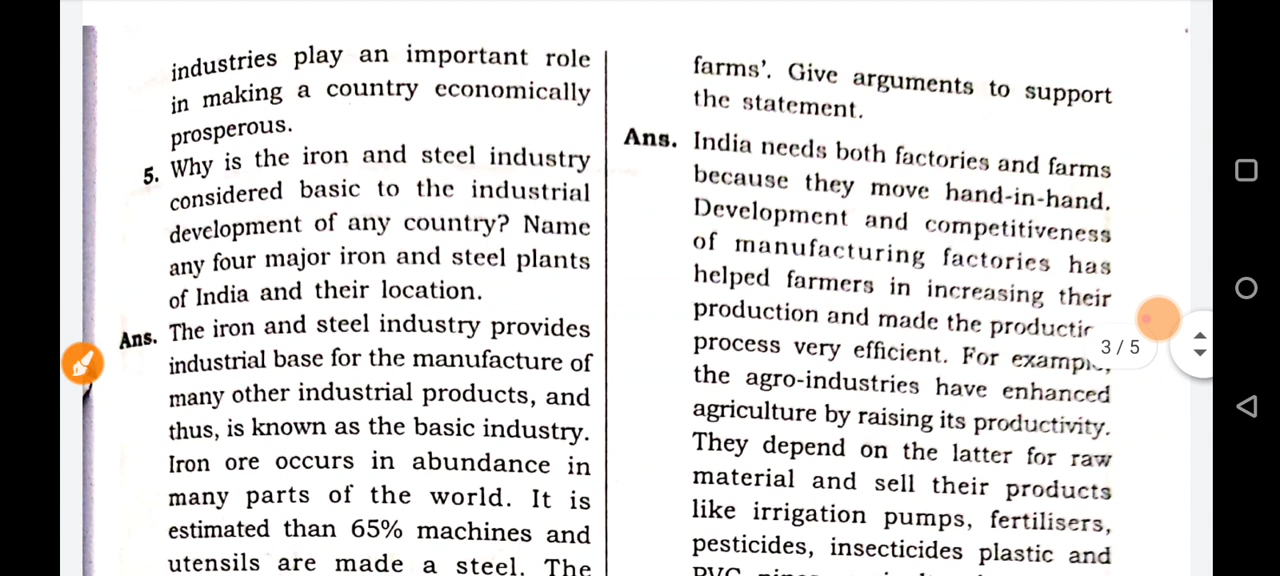 industries play an important role
in making a country economically
prosperous.
5. Why is the iron and steel industry
considered basic to the industrial
development of any country? Name
any four major iron and steel plants
of India and their location.
Ans. The iron and steel industry provides
industrial base for the manufacture of
many other industrial products, and
thus, is known as the basic industry.
Iron ore occurs in abundance in
many parts of the world. It is
estimated than 65% machines and
utensils are made a steel. The
farms’. Give arguments to support
the statement.
Ans. India needs both factories and farms
because they move hand-in-hand.
Development and competitiveness
of manufacturing factories has
helped farmers in increasing their
production and made the
process very efficient. For
the agro-industries have enhanced
agriculture by raising its productivity.
They depend on the latter for raw
material and sell their products
like irrigation pumps, fertilisers,
pesticides, insecticides plastic and
3 / 5